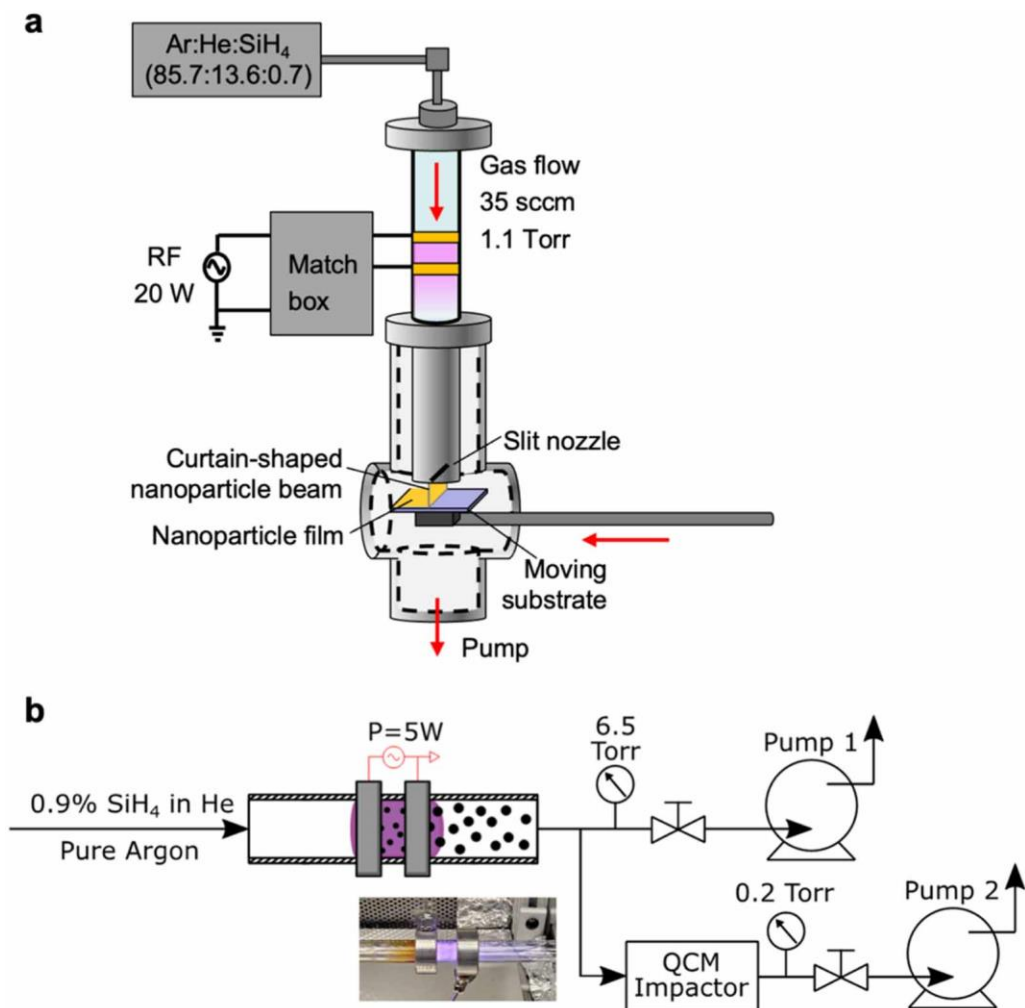 a
Ar:He:SiH₄
(85.7:13.6:0.7)
Gas flow
35 sccm
1.1 Torr
RF
20 W
Match
box
Slit nozzle
Curtain-shaped
nanoparticle beam
Nanoparticle film
Moving
substrate
Pump
b
P=5W
0.9% SiH₄ in He
Pure Argon
6.5
Torr
Pump 1
0.2 Torr
Pump 2
QCM
Impactor